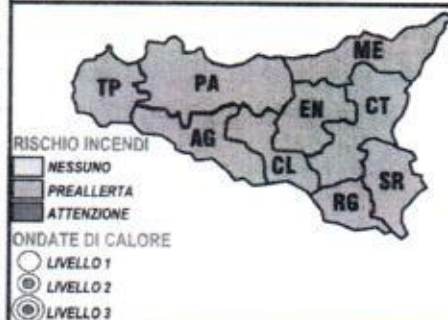 ME
TP
PA
EN
CT
AG
CL
SR
RG
RISCHIO INCENDI
NESSUNO
PREALLERTA
ATTENZIONE
ONDATE DI CALORE
LIVELLO 1
LIVELLO 2
LIVELLO 3